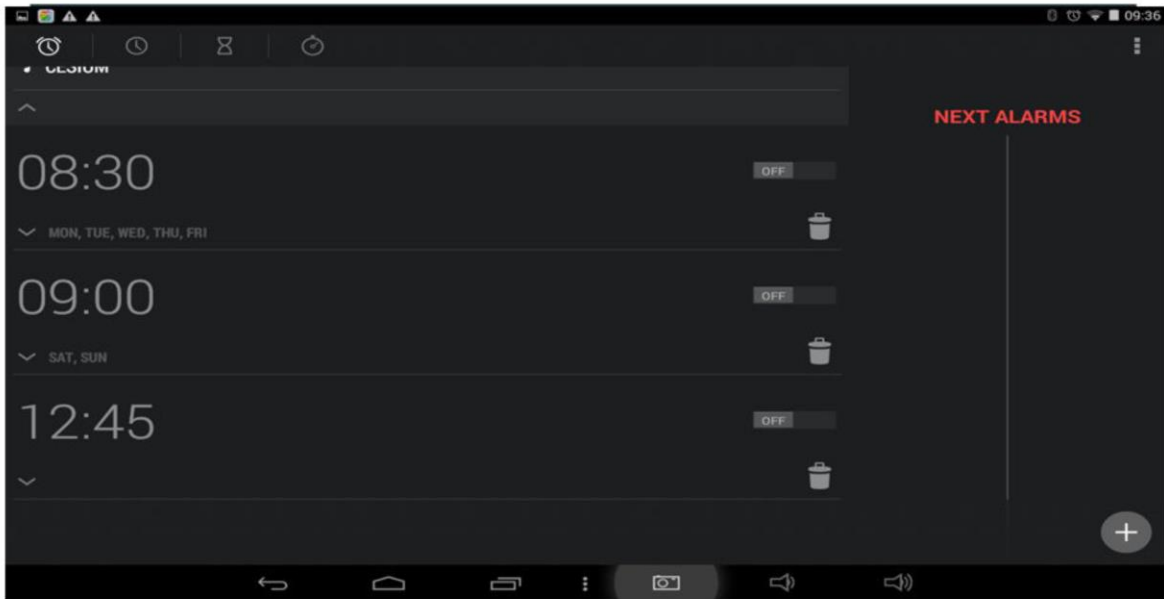 09:36
CESIUM
NEXT ALARMS
08:30
OFF
MON, TUE, WED, THU, FRI
09:00
OFF
SAT, SUN
12:45
OFF